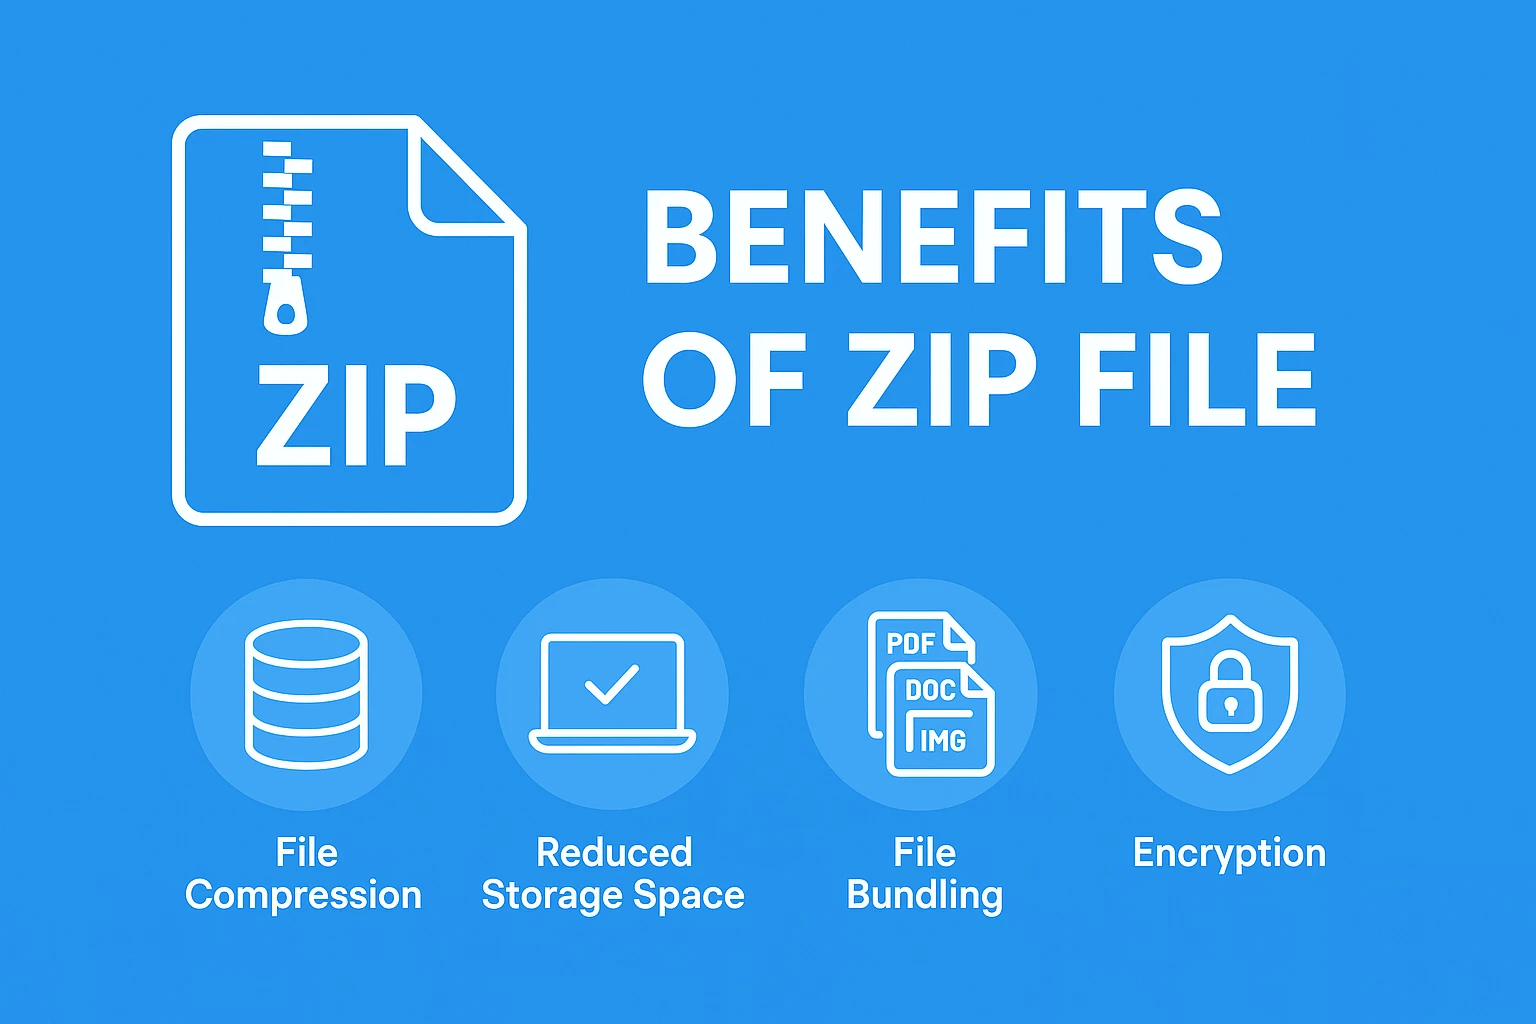 ZIP
BENEFITS
OF ZIP FILE
File
Compression
Reduced
Storage Space
PDF
DOC
IMG
File
Bundling
Encryption